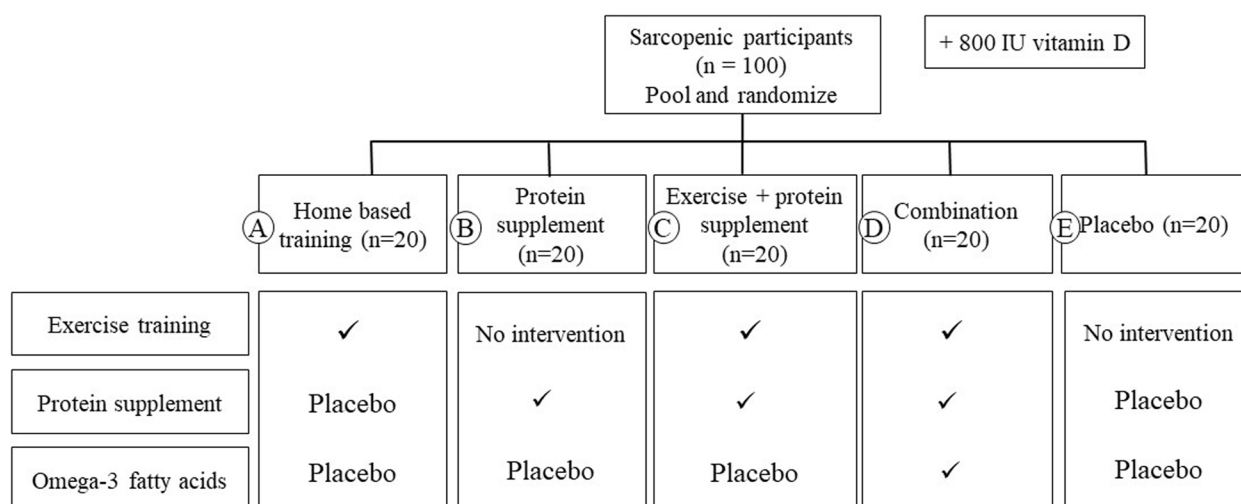 Sarcopenic participants
(n = 100)
Pool and randomize
+ 800 IU vitamin D
A
Home based
training (n=20)
B
Protein
supplement
(n=20)
C
Exercise + protein
supplement
(n=20)
D
Combination
(n=20)
E
Placebo (n=20)
Exercise training
✓
No intervention
✓
✓
No intervention
Protein supplement
Placebo
✓
✓
✓
Placebo
Omega-3 fatty acids
Placebo
Placebo
Placebo
✓
Placebo